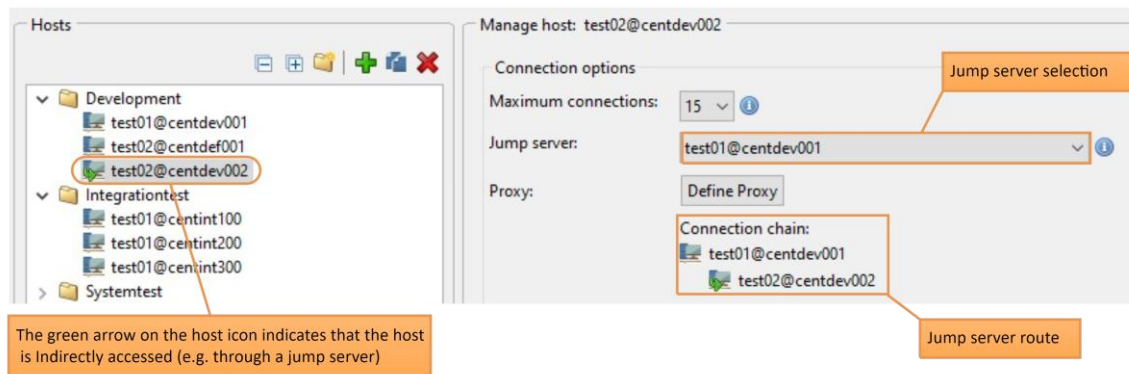 Hosts
Development
test01@centdev001
test02@centdef001
test02@centdev002
Integrationtest
test01@centint100
test01@centint200
test01@centint300
Systemtest
The green arrow on the host icon indicates that the host
is Indirectly accessed (e.g. through a jump server)
Manage host: test02@centdev002
Connection options
Jump server selection
Maximum connections: 15
Jump server: test01@centdev001
Proxy: Define Proxy
Connection chain:
test01@centdev001
test02@centdev002
Jump server route